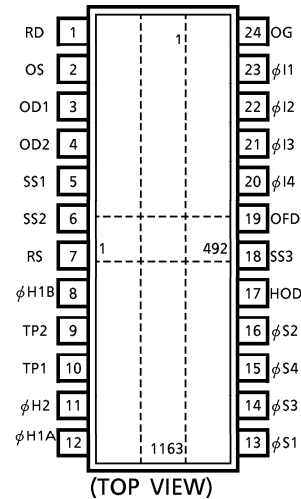 RD 1 1 24 OG
OS 2 23 φI1
OD1 3 22 φI2
OD2 4 21 φI3
SS1 5 20 φI4
SS2 6 19 OFD
RS 7 1 492 18 SS3
φH1B 8 17 HOD
TP2 9 16 φS2
TP1 10 15 φS4
φH2 11 14 φS3
φH1A 12 1163 13 φS1
(TOP VIEW)